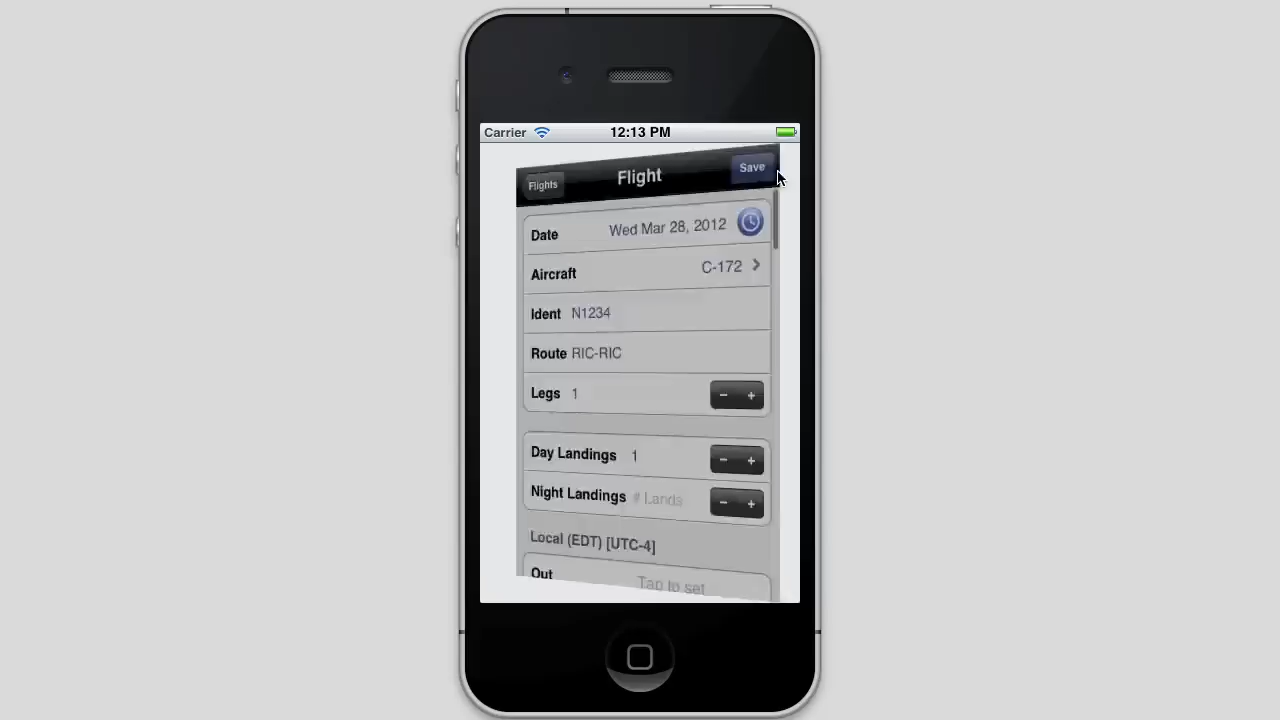 Carrier 12:13 PM
Flights Flight Save
Date Wed Mar 28, 2012
Aircraft C-172
Ident N1234
Route RIC-RIC
Legs 1 − +
Day Landings 1 − +
Night Landings # Landa − +
Local (EDT) [UTC-4]
Out Tap to set